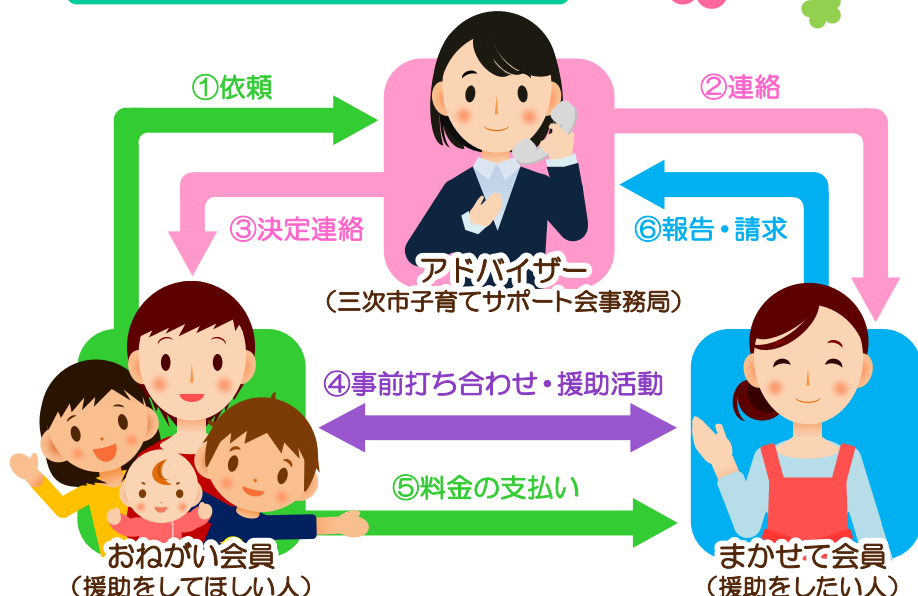 ①依頼
②連絡
③決定連絡
⑥報告・請求
アドバイザー
（三次市子育てサポート会事務局）
④事前打ち合わせ・援助活動
⑤料金の支払い
おねがい会員
（援助をしてほしい人）
まかせて会員
（援助をしたい人）